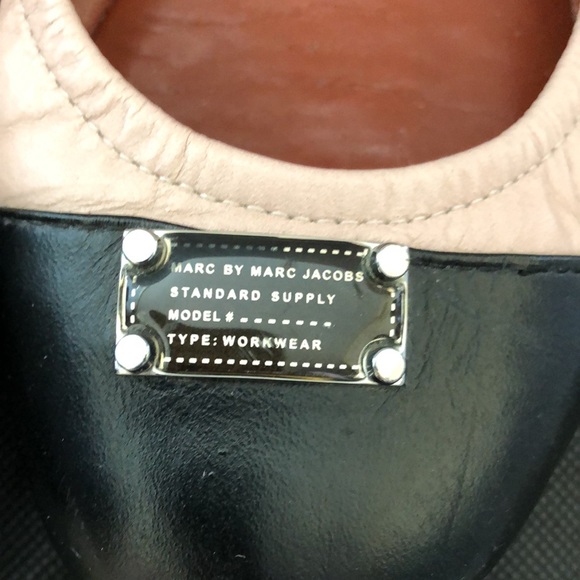 MARC BY MARC JACOBS
STANDARD SUPPLY
MODEL # - - - - - - - -
TYPE: WORKWEAR